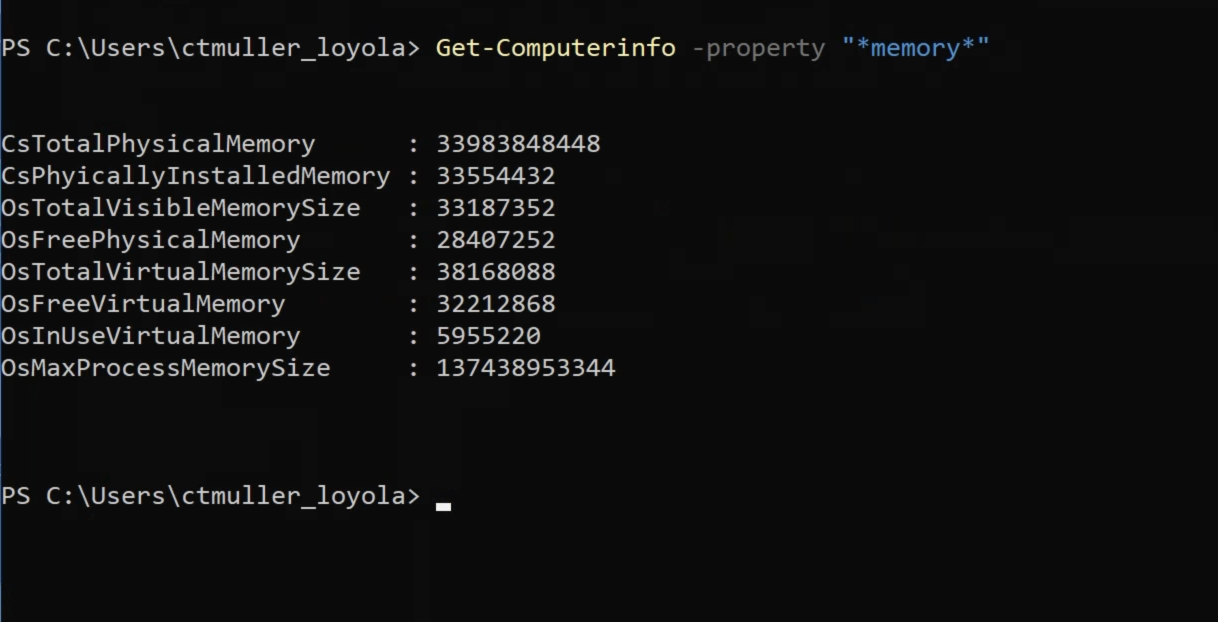 PS C:\Users\ctmuller_loyola> Get-Computerinfo -property "*memory*"
CsTotalPhysicalMemory : 33983848448
CsPhyicallyInstalledMemory : 33554432
OsTotalVisibleMemorySize : 33187352
OsFreePhysicalMemory : 28407252
OsTotalVirtualMemorySize : 38168088
OsFreeVirtualMemory : 32212868
OsInUseVirtualMemory : 5955220
OsMaxProcessMemorySize : 137438953344
PS C:\Users\ctmuller_loyola>